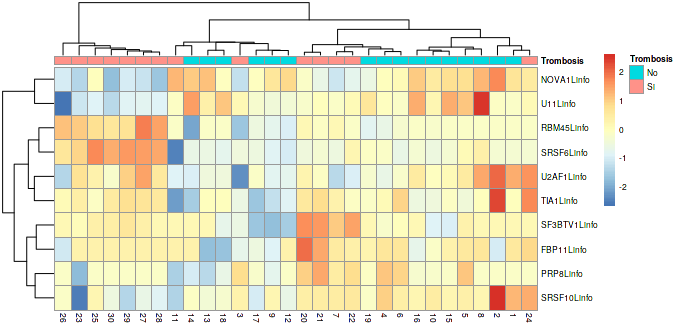 Trombosis
NOVA1Linfo
U11Linfo
RBM45Linfo
SRSF6Linfo
U2AF1Linfo
TIA1Linfo
SF3BTV1Linfo
FBP11Linfo
PRP8Linfo
SRSF10Linfo
26 23 25 30 29 27 28 11 14 13 18 3 17 9 12 20 21 7 22 19 4 6 16 10 15 5 8 2 1 24
2
1
0
-1
-2
Trombosis
No
Si